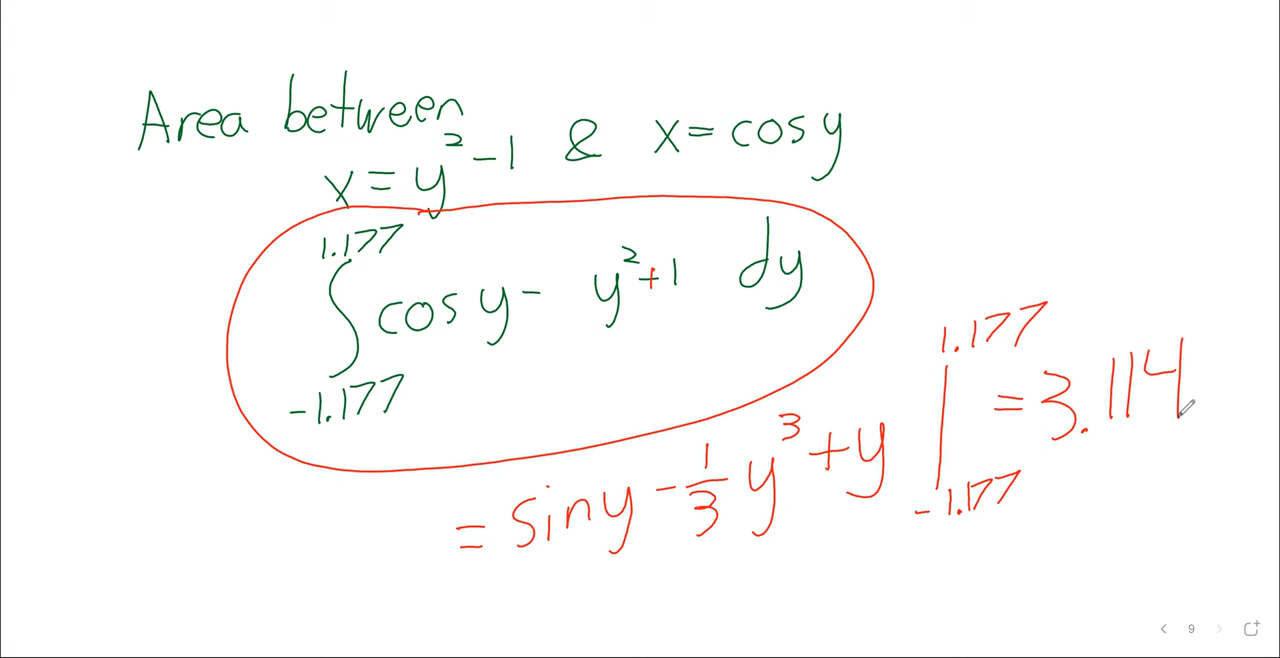 Area between
x = y² - 1 & x = cos y
1.177
∫ cos y - y² + 1 dy
-1.177
1.177
= sin y - 1/3 y³ + y | = 3.114
-1.177
9